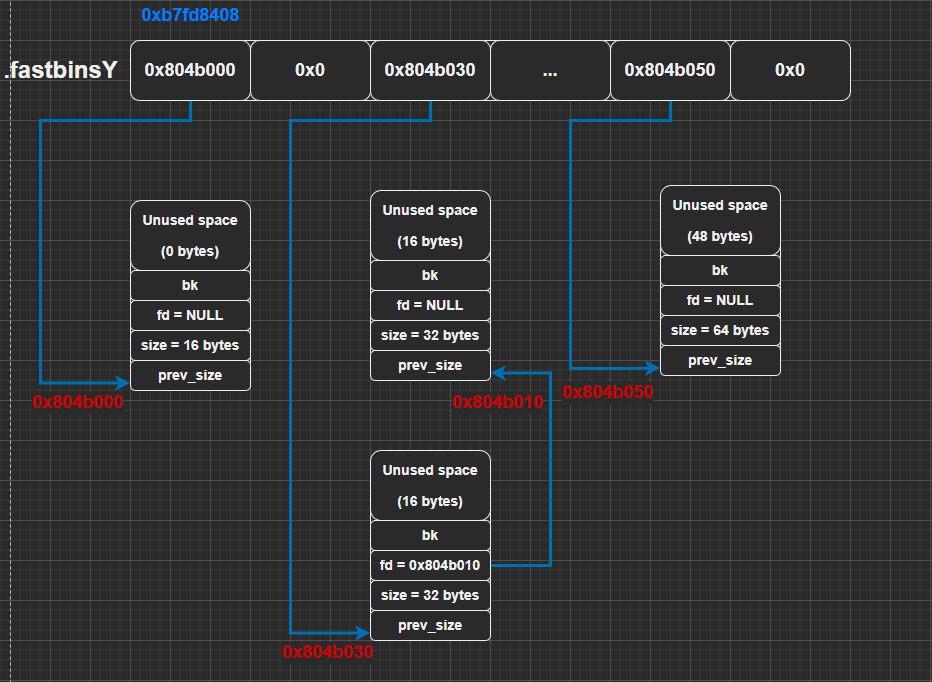 0xb7fd8408
.fastbinsY
0x804b000
0x0
0x804b030
...
0x804b050
0x0
Unused space
(0 bytes)
bk
fd = NULL
size = 16 bytes
prev_size
0x804b000
Unused space
(16 bytes)
bk
fd = NULL
size = 32 bytes
prev_size
0x804b010
Unused space
(48 bytes)
bk
fd = NULL
size = 64 bytes
prev_size
0x804b050
Unused space
(16 bytes)
bk
fd = 0x804b010
size = 32 bytes
prev_size
0x804b030